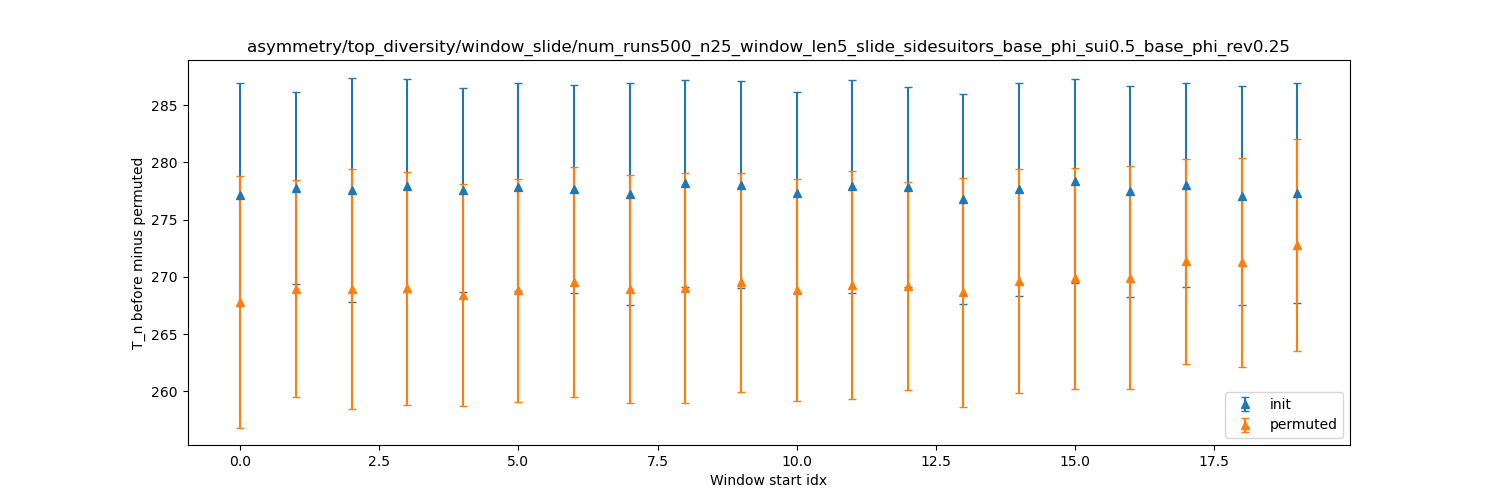 asymmetry/top_diversity/window_slide/num_runs500_n25_window_len5_slide_sidesuitors_base_phi_sui0.5_base_phi_rev0.25
T_n before minus permuted
285
280
275
270
265
260
init
permuted
0.0 2.5 5.0 7.5 10.0 12.5 15.0 17.5
Window start idx